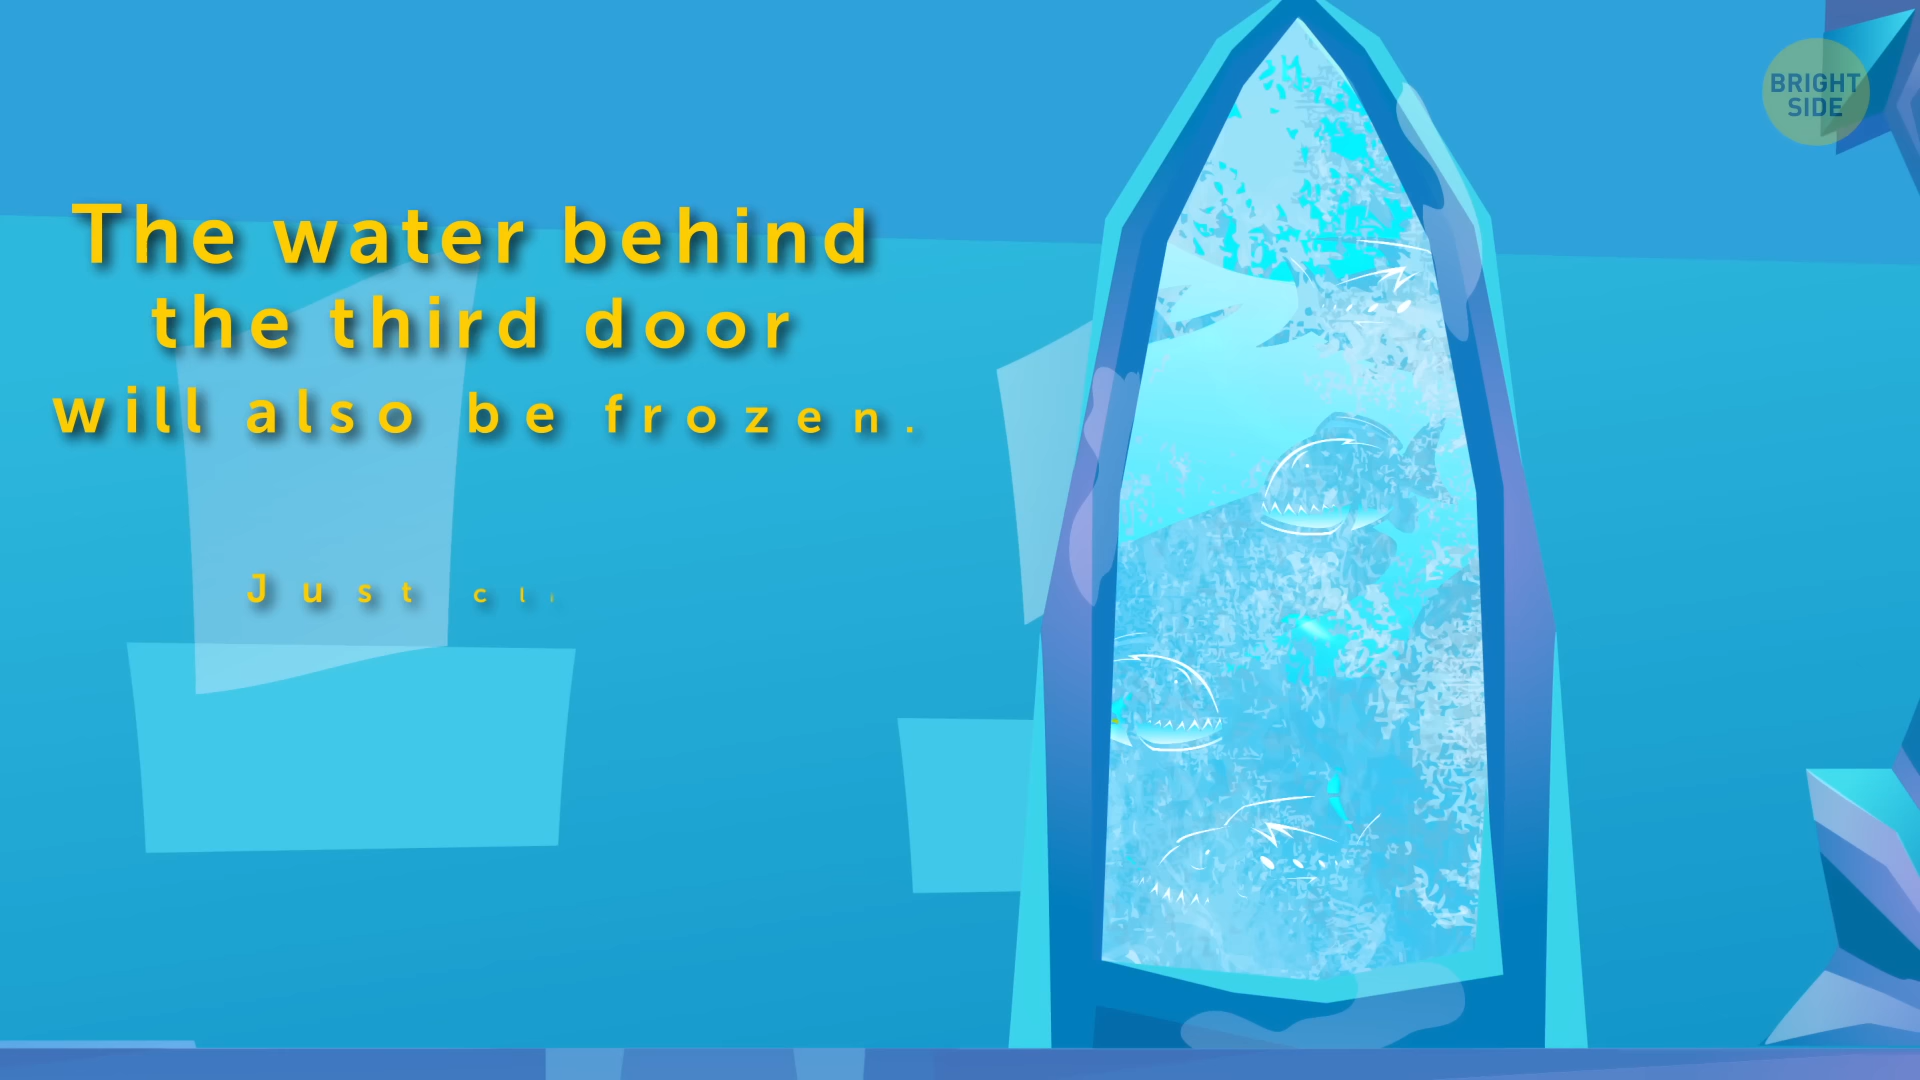 The water behind
the third door
will also be frozen.
Just
BRIGHT
SIDE